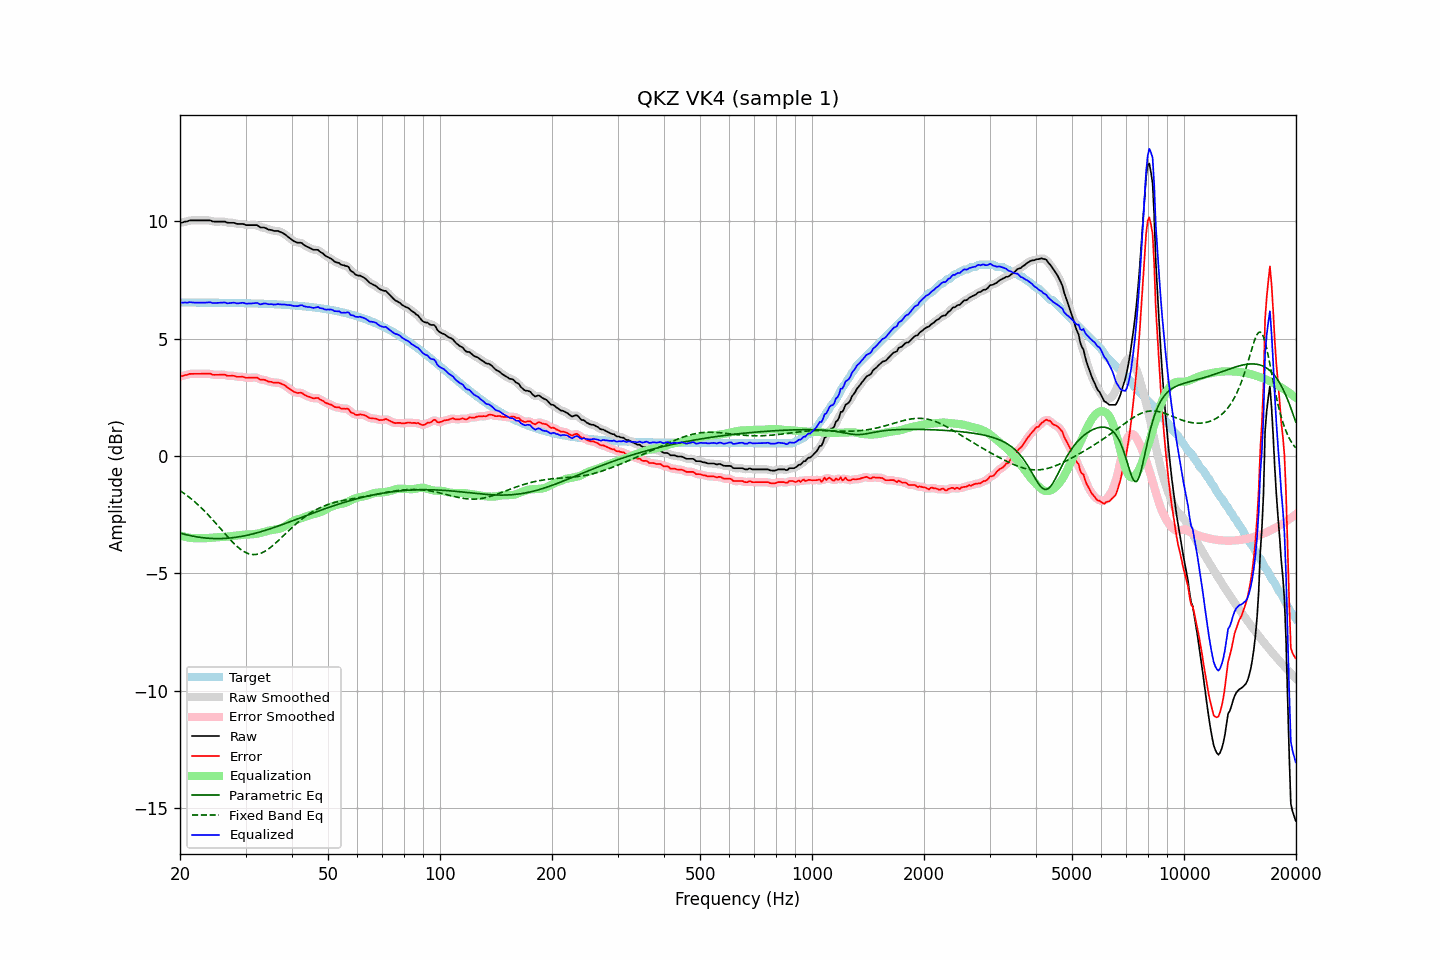 QKZ VK4 (sample 1)
Amplitude (dBr)
10
5
0
−5
−10
−15
Target
Raw Smoothed
Error Smoothed
Raw
Error
Equalization
Parametric Eq
Fixed Band Eq
Equalized
20 50 100 200 500 1000 2000 5000 10000 20000
Frequency (Hz)